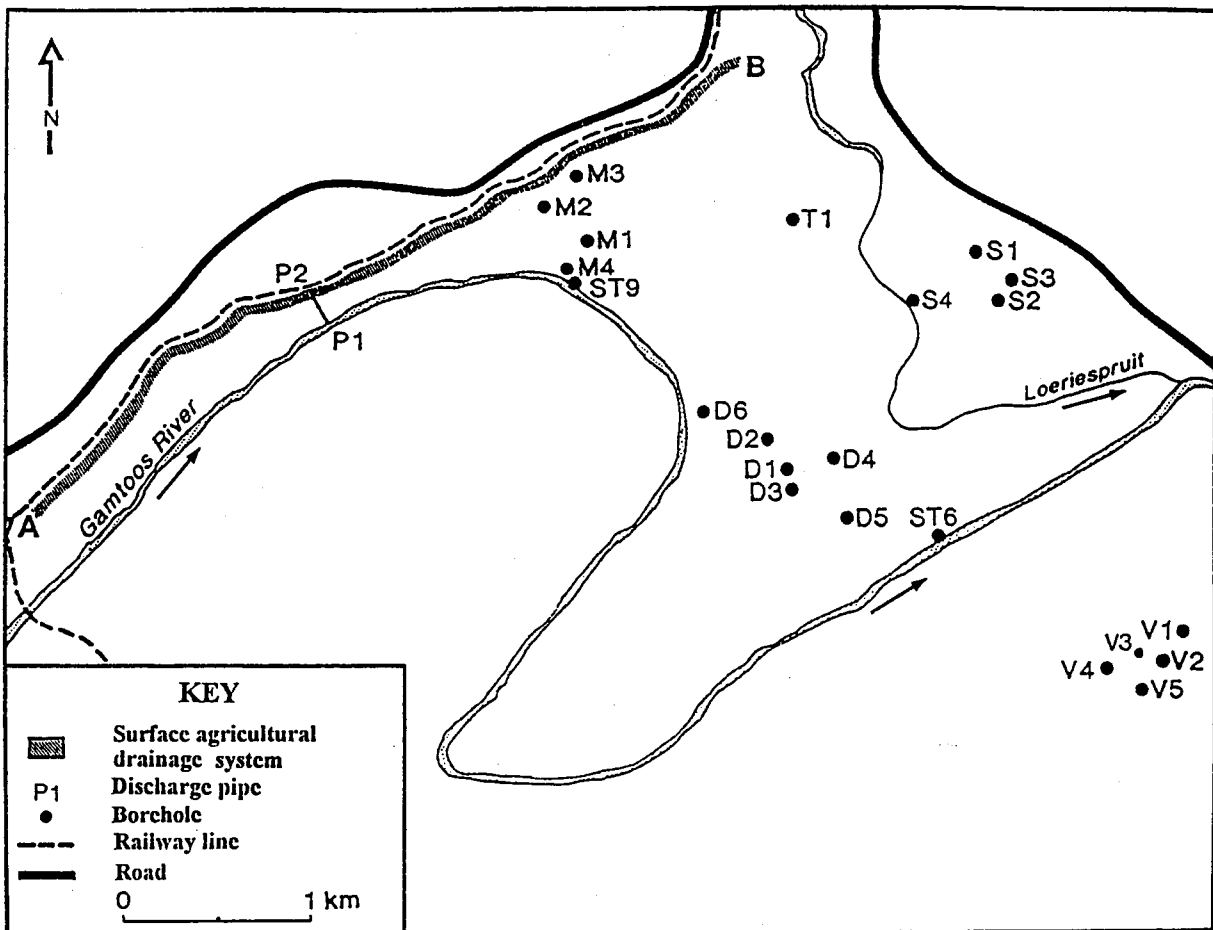 N
B
M3
M2
T1
M1
S1
P2
M4
S3
ST9
S4
S2
P1
Loeriespruit
Gamtoos River
D6
D2
D1
D4
D3
A
D5
ST6
V1
V3
V2
V4
V5
KEY
Surface agricultural
drainage system
P1
Discharge pipe
Borehole
Railway line
Road
0
1 km